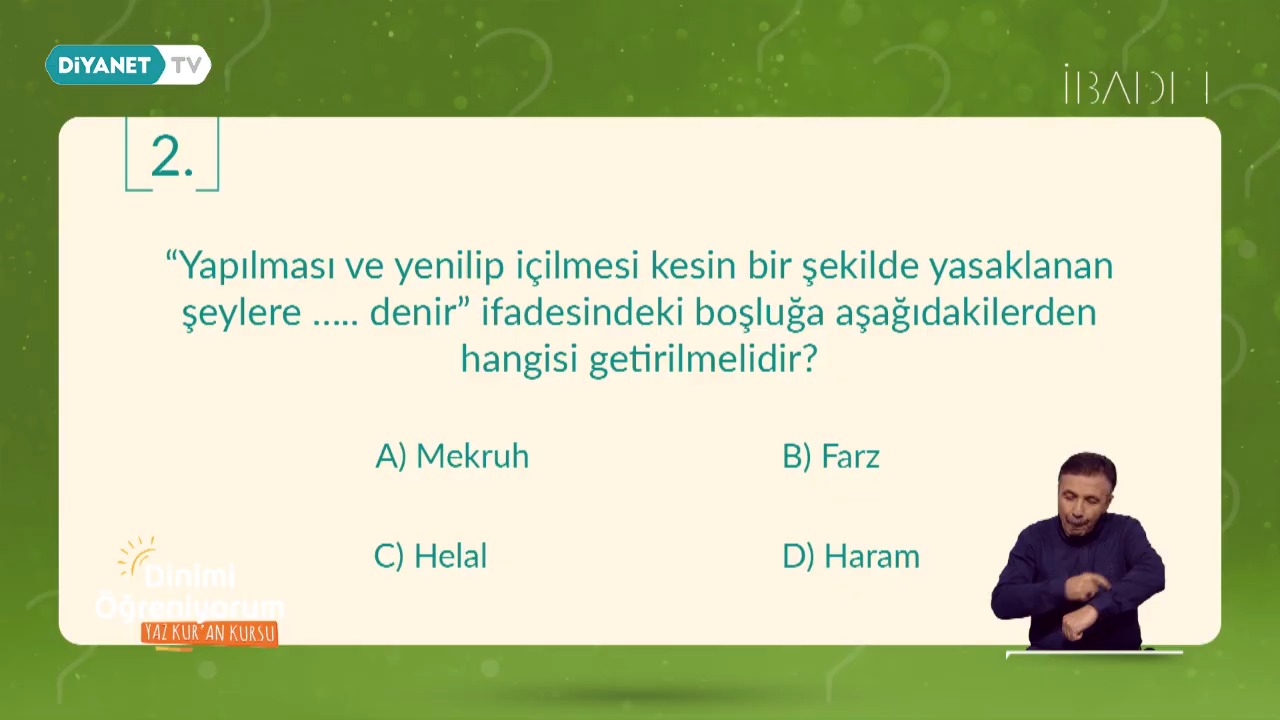 DİYANET TV
2.
“Yapılması ve yenilip içilmesi kesin bir şekilde yasaklanan
şeylere ..... denir” ifadesindeki boşluğa aşağıdakilerden
hangisi getirilmelidir?
A) Mekruh
B) Farz
C) Helal
D) Haram
Dinimi
Öğreniyorum
YAZ KUR’AN KURSU